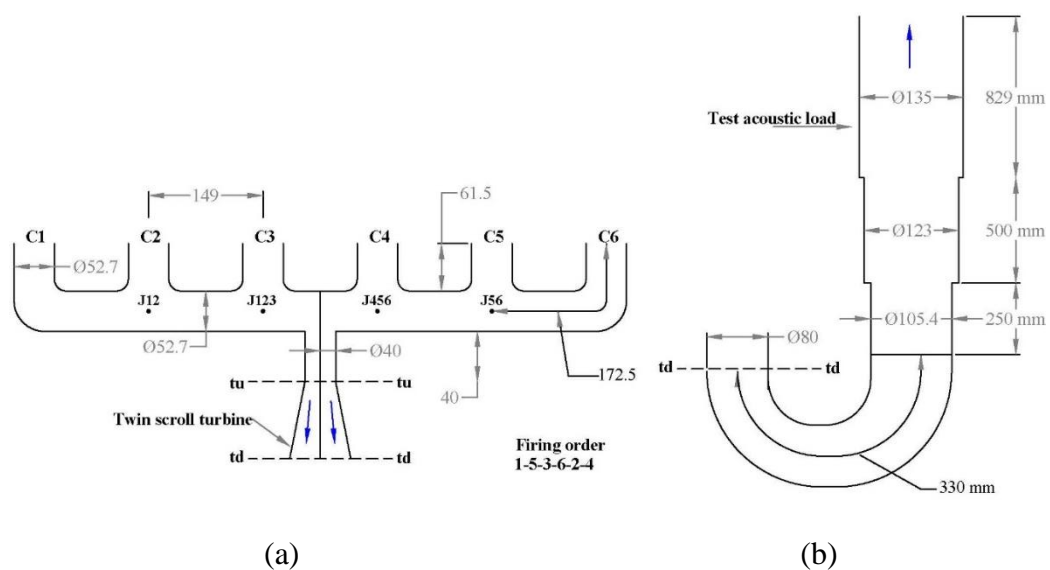 149
61.5
C1 C2 C3 C4 C5 C6
Ø52.7
J12 J123 J456 J56
Ø52.7
Ø40
172.5
tu tu
40
Twin scroll turbine
td td
Firing order
1-5-3-6-2-4
(a)
Ø135
829 mm
Test acoustic load
Ø123
500 mm
Ø80
Ø105.4
250 mm
td td
330 mm
(b)